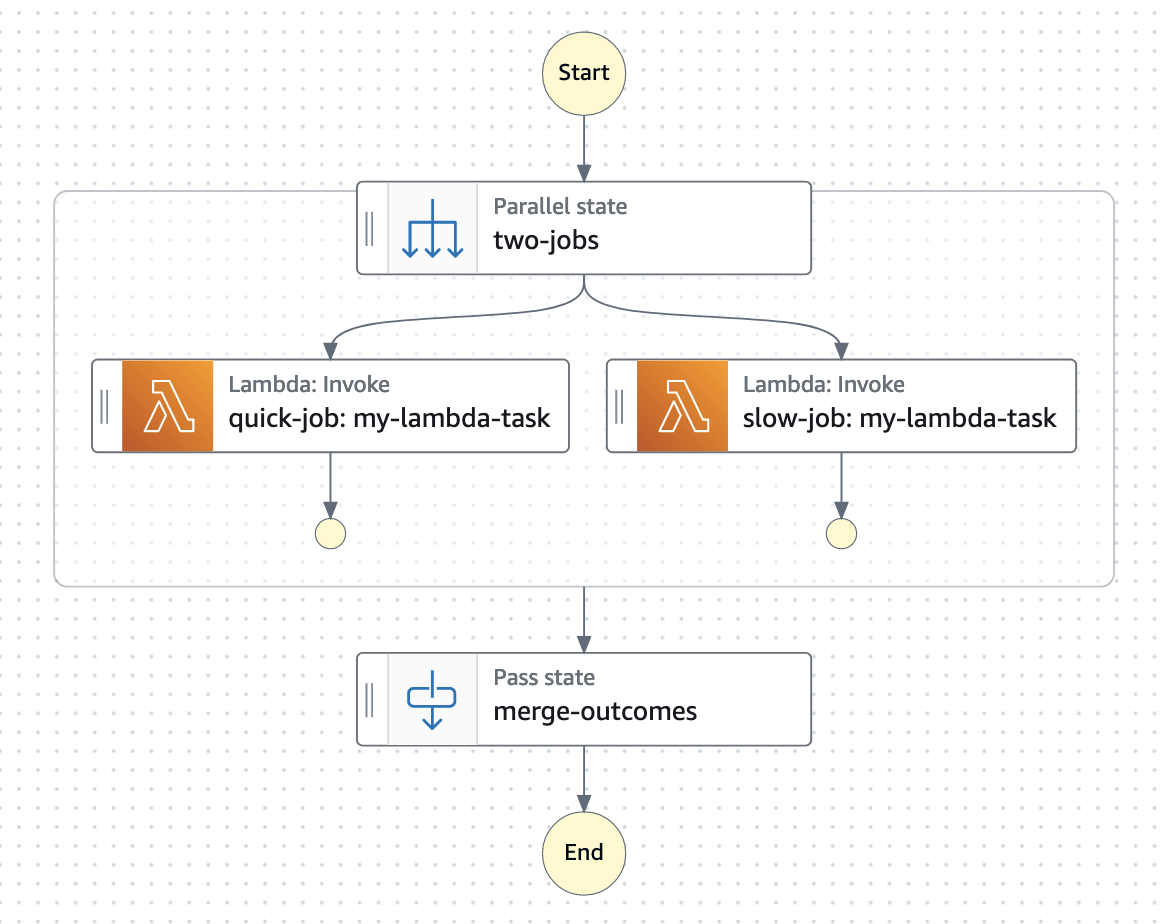 Start
Parallel state
two-jobs
Lambda: Invoke
quick-job: my-lambda-task
Lambda: Invoke
slow-job: my-lambda-task
Pass state
merge-outcomes
End